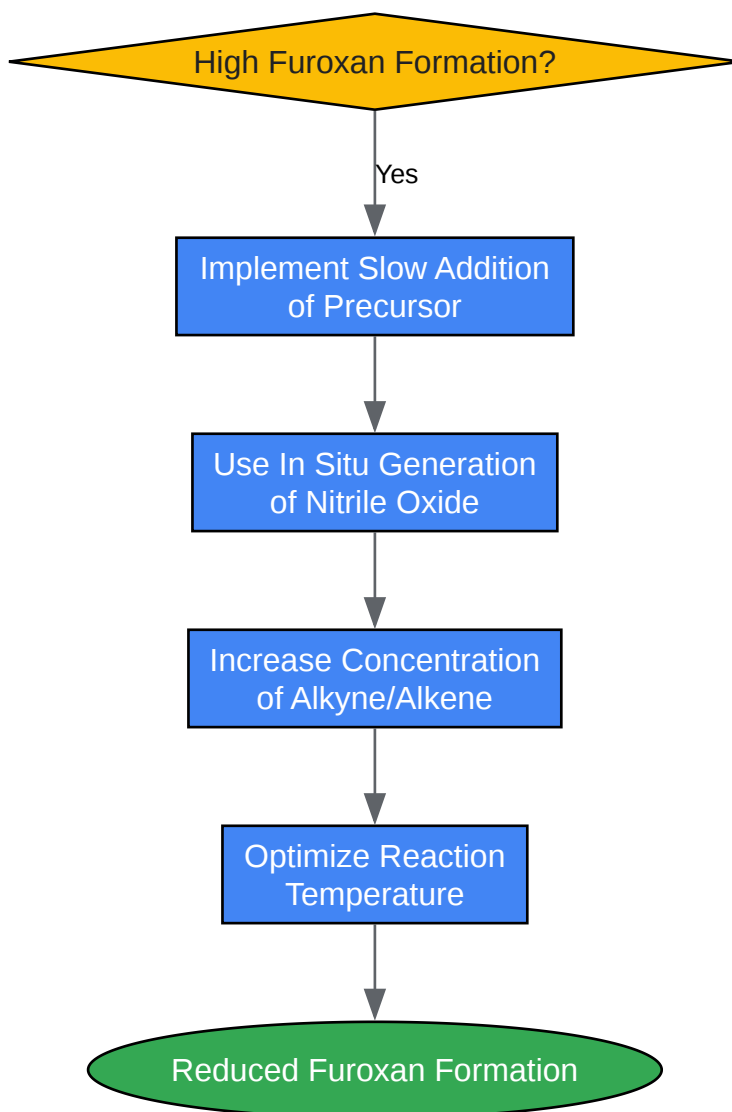 High Furoxan Formation?
Yes
Implement Slow Addition
of Precursor
Use In Situ Generation
of Nitrile Oxide
Increase Concentration
of Alkyne/Alkene
Optimize Reaction
Temperature
Reduced Furoxan Formation